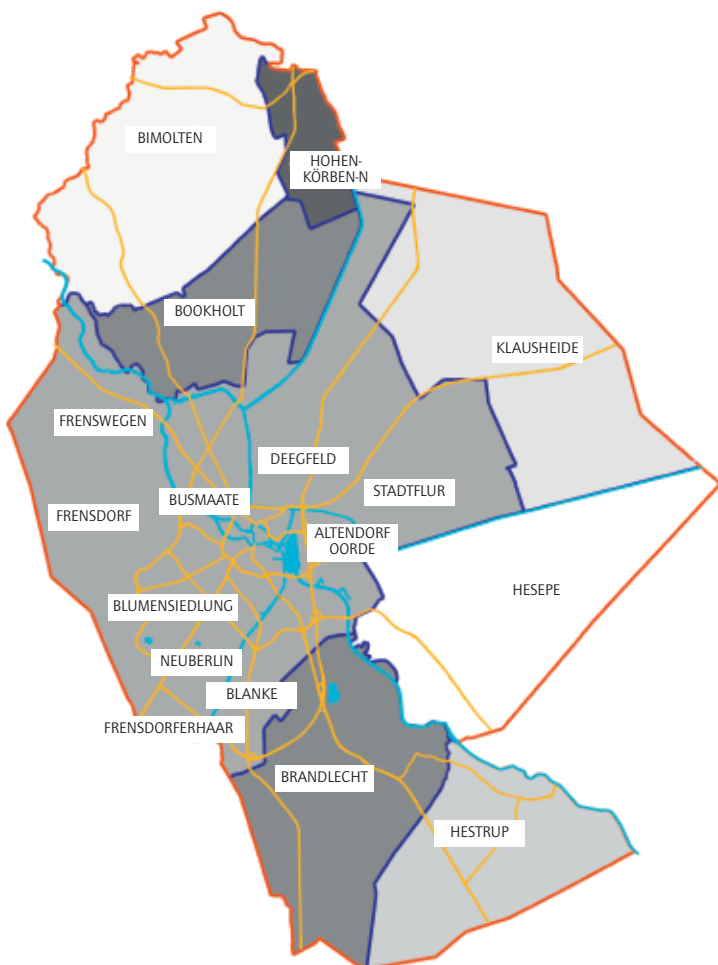 BIMOLTEN
HOHEN-
KÖRBEN-N
BOOKHOLT
KLAUSHEIDE
FRENSWEGEN
DEEGFELD
STADTFLUR
BUSMAATE
FRENSDORF
ALTENDORF
OORDE
HESEPE
BLUMENSIEDLUNG
NEUBERLIN
BLANKE
FRENSDORFERHAAR
BRANDLECHT
HESTRUP